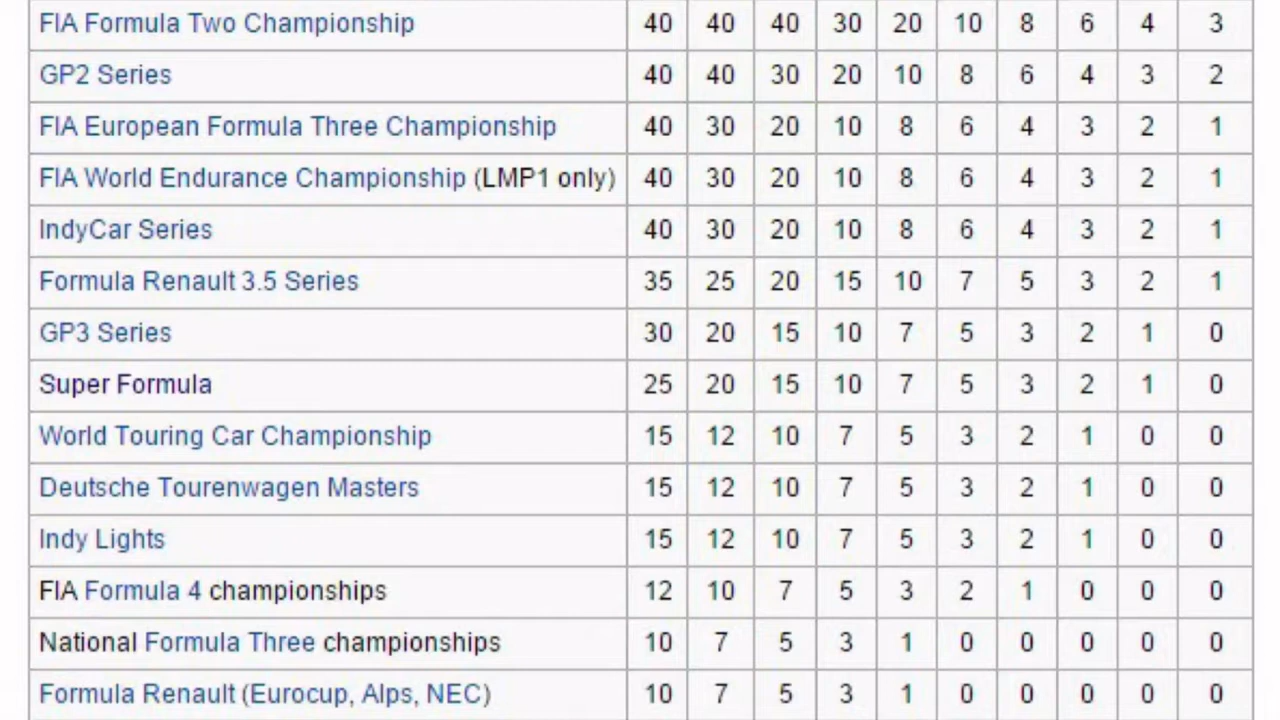 FIA Formula Two Championship 40 40 40 30 20 10 8 6 4 3
GP2 Series 40 40 30 20 10 8 6 4 3 2
FIA European Formula Three Championship 40 30 20 10 8 6 4 3 2 1
FIA World Endurance Championship (LMP1 only) 40 30 20 10 8 6 4 3 2 1
IndyCar Series 40 30 20 10 8 6 4 3 2 1
Formula Renault 3.5 Series 35 25 20 15 10 7 5 3 2 1
GP3 Series 30 20 15 10 7 5 3 2 1 0
Super Formula 25 20 15 10 7 5 3 2 1 0
World Touring Car Championship 15 12 10 7 5 3 2 1 0 0
Deutsche Tourenwagen Masters 15 12 10 7 5 3 2 1 0 0
Indy Lights 15 12 10 7 5 3 2 1 0 0
FIA Formula 4 championships 12 10 7 5 3 2 1 0 0 0
National Formula Three championships 10 7 5 3 1 0 0 0 0 0
Formula Renault (Eurocup, Alps, NEC) 10 7 5 3 1 0 0 0 0 0